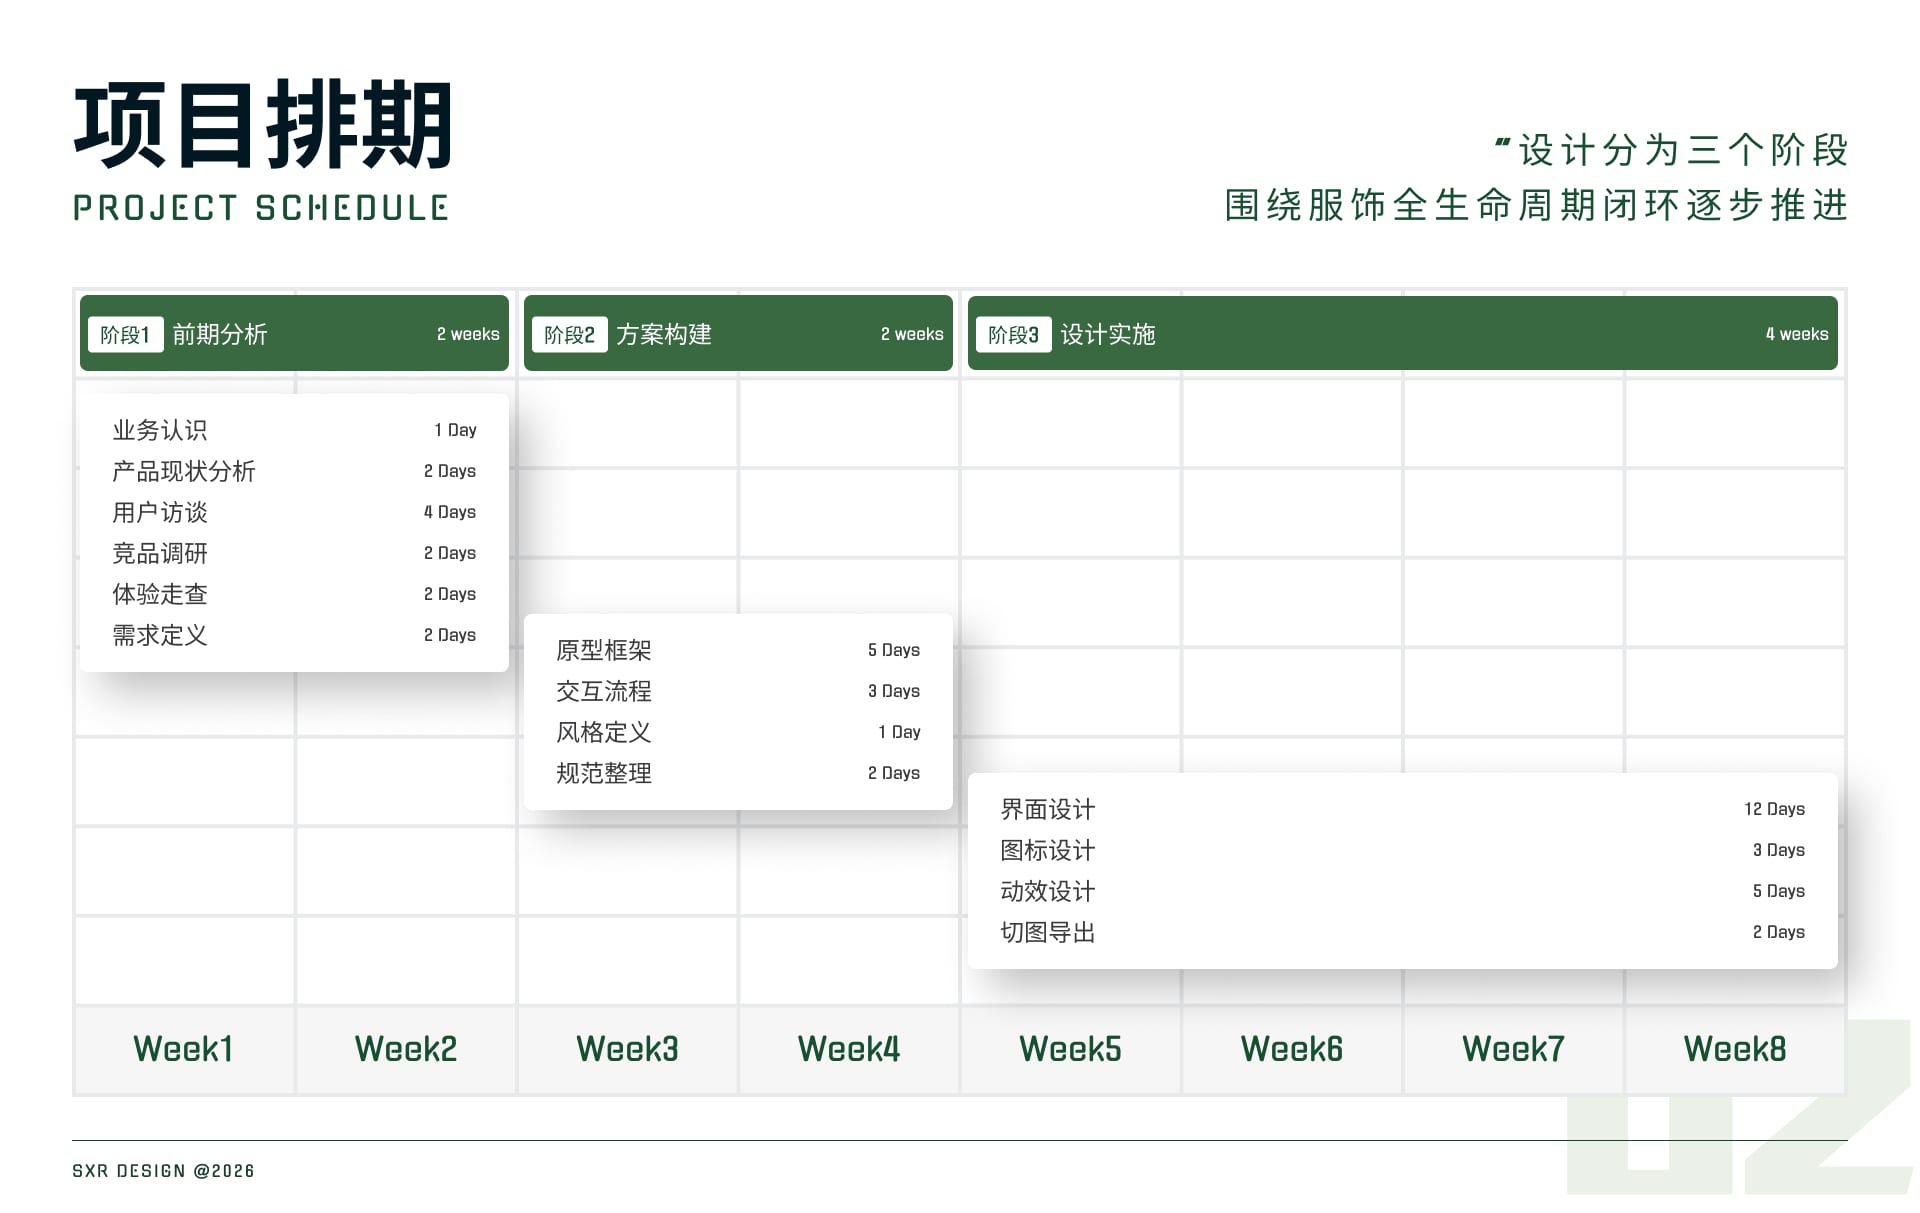 项目排期
PROJECT SCHEDULE
“设计分为三个阶段
围绕服饰全生命周期闭环逐步推进
阶段1 前期分析 2 weeks
阶段2 方案构建 2 weeks
阶段3 设计实施 4 weeks
业务认识 1 Day
产品现状分析 2 Days
用户访谈 4 Days
竞品调研 2 Days
体验走查 2 Days
需求定义 2 Days
原型框架 5 Days
交互流程 3 Days
风格定义 1 Day
规范整理 2 Days
界面设计 12 Days
图标设计 3 Days
动效设计 5 Days
切图导出 2 Days
Week1 Week2 Week3 Week4 Week5 Week6 Week7 Week8
02
SXR DESIGN @2026